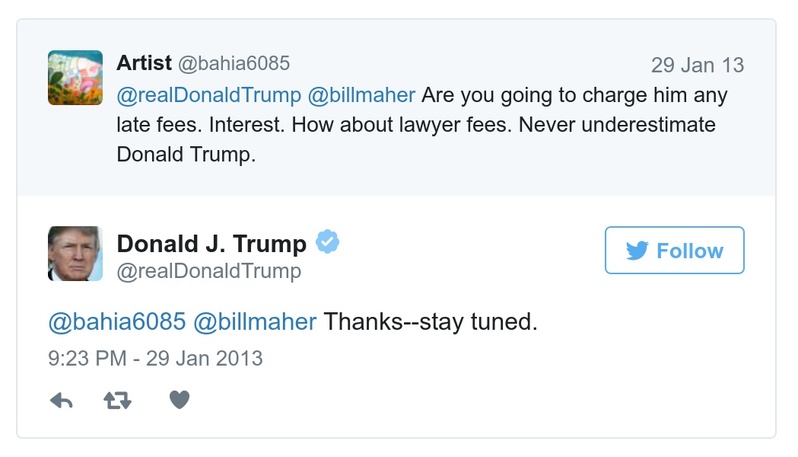 Artist @bahia6085 29 Jan 13
@realDonaldTrump @billmaher Are you going to charge him any
late fees. Interest. How about lawyer fees. Never underestimate
Donald Trump.
Donald J. Trump
Follow
@realDonaldTrump
@bahia6085 @billmaher Thanks--stay tuned.
9:23 PM - 29 Jan 2013